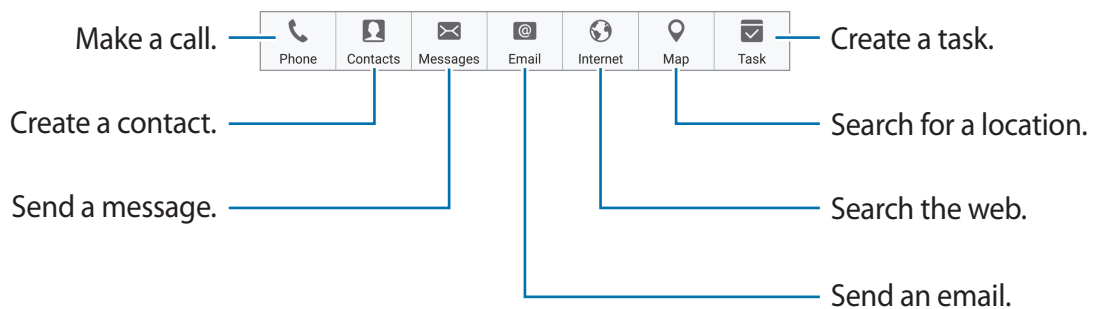 Make a call.
Phone
Contacts
Messages
Email
@
Internet
Map
Task
Create a task.
Create a contact.
Search for a location.
Send a message.
Search the web.
Send an email.